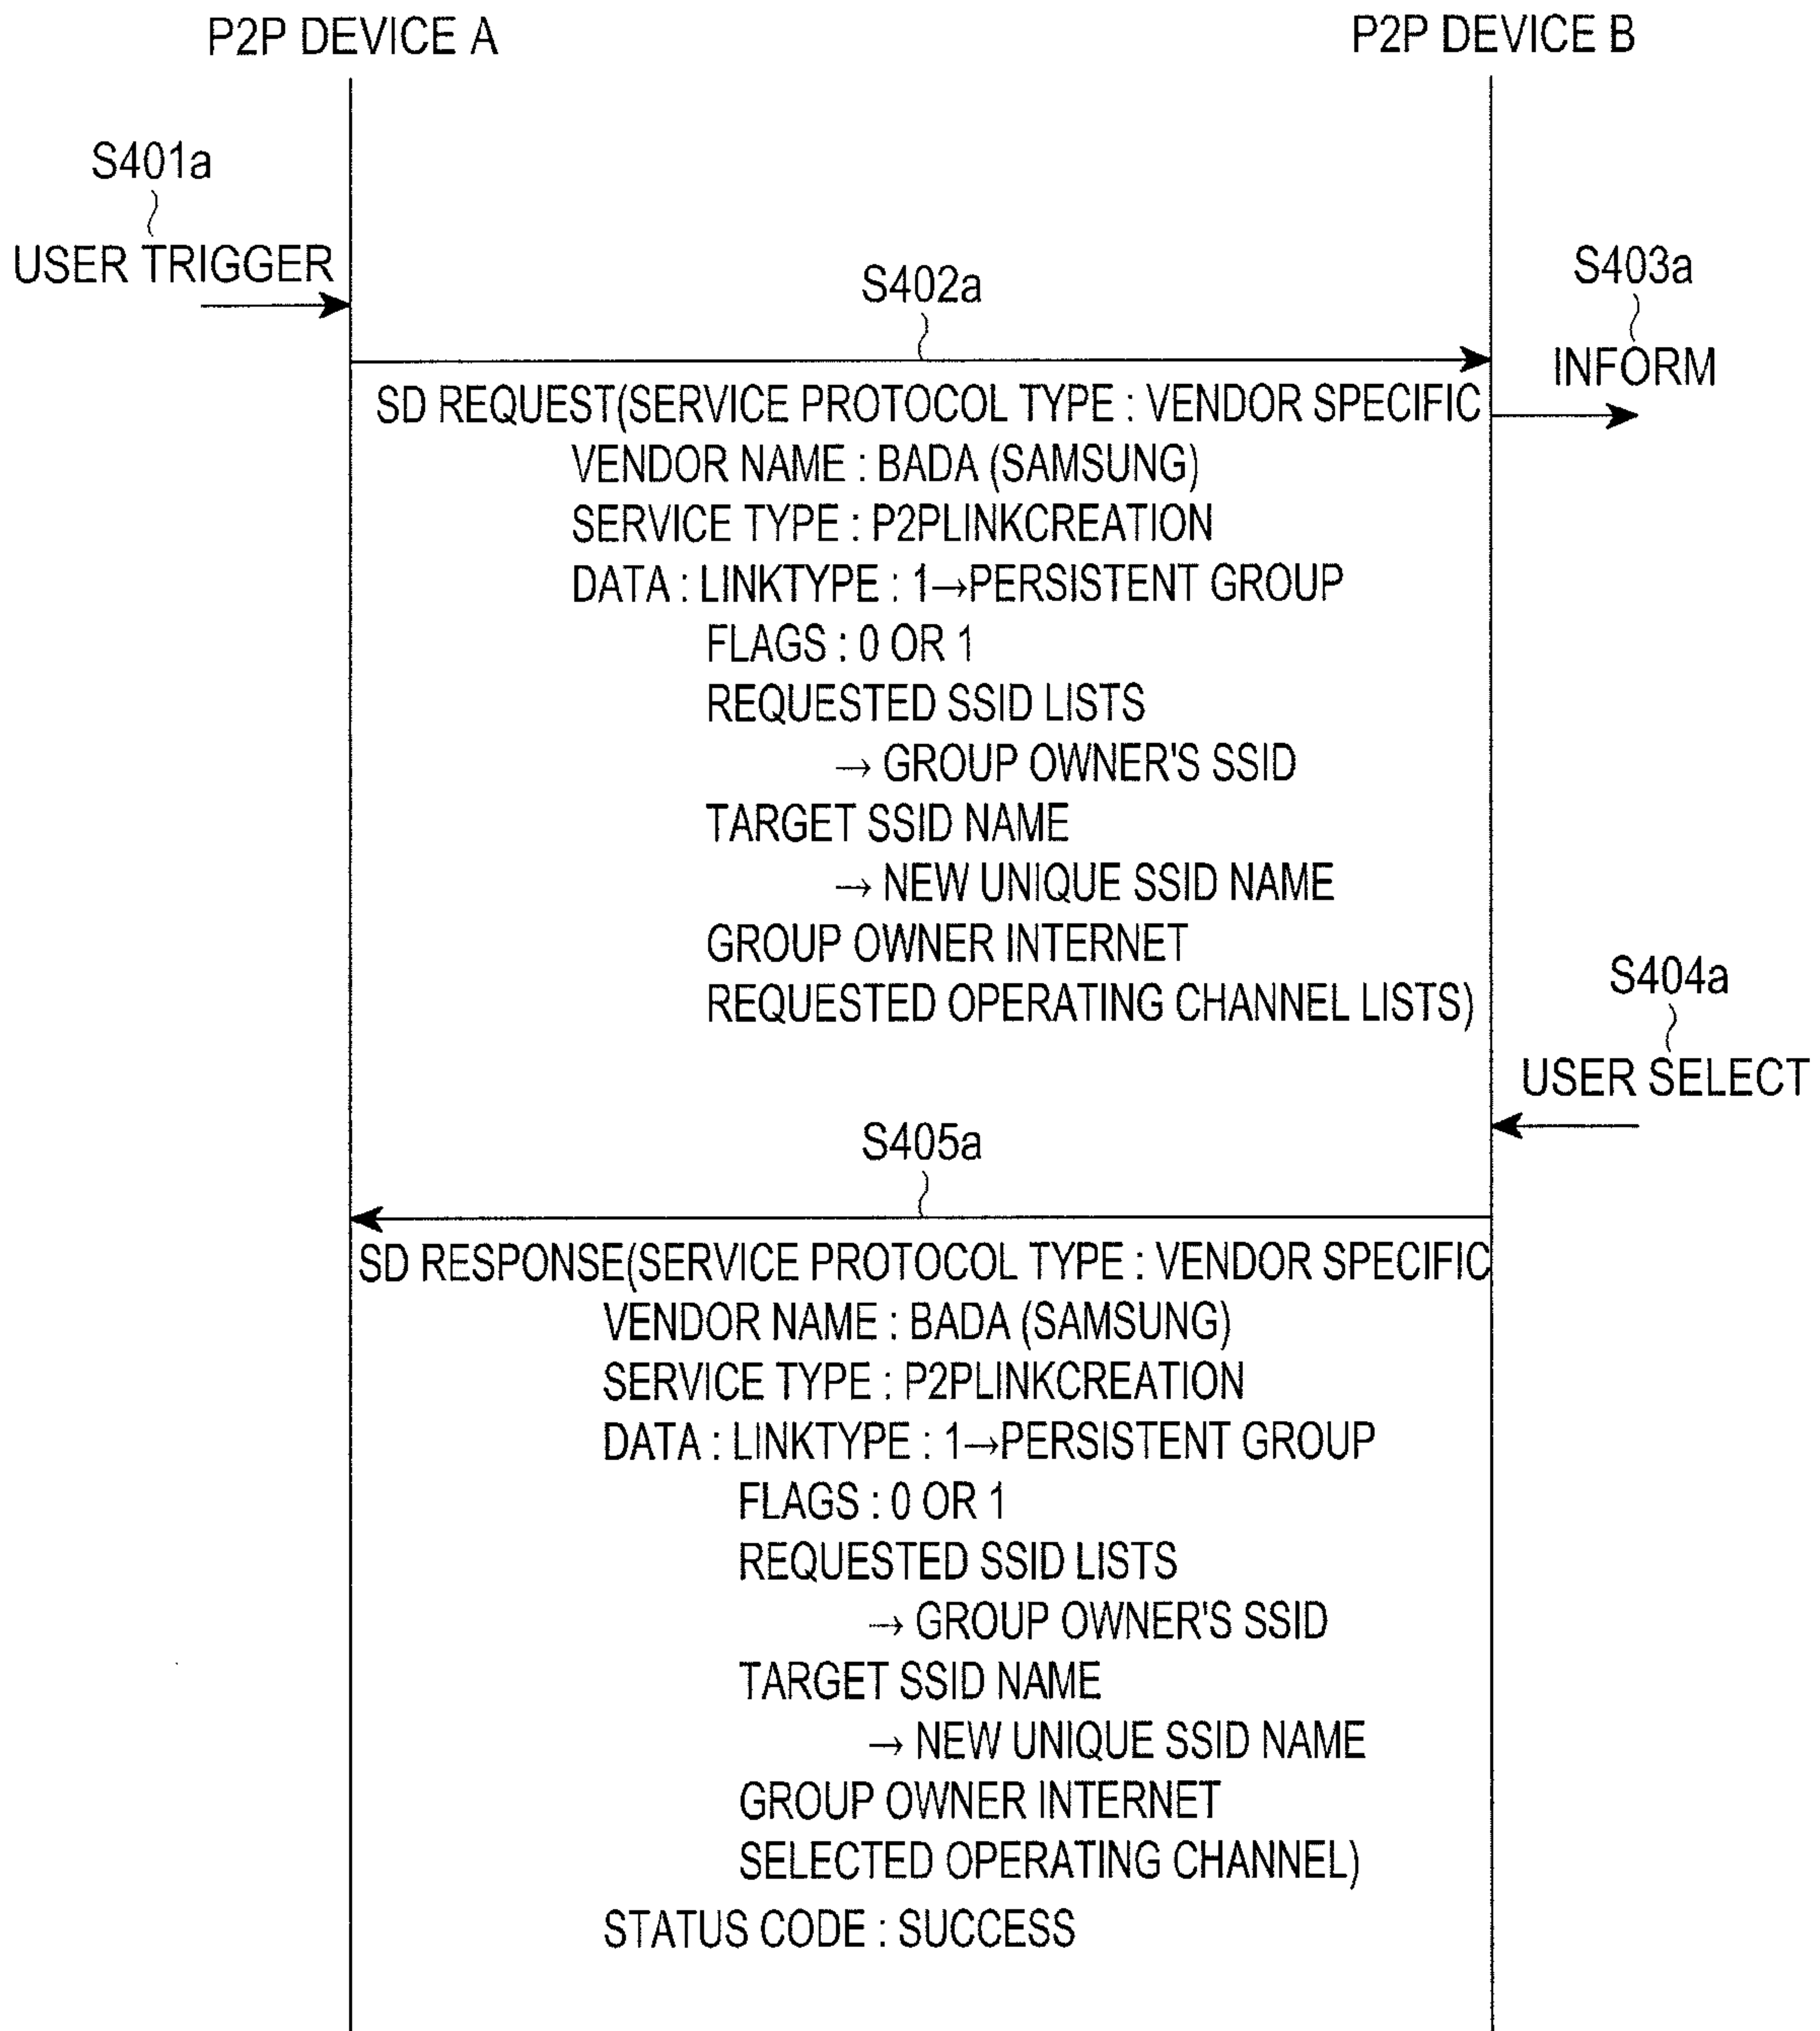 P2P DEVICE A
P2P DEVICE B
S401a
USER TRIGGER
S402a
S403a
INFORM
SD REQUEST(SERVICE PROTOCOL TYPE : VENDOR SPECIFIC
VENDOR NAME : BADA (SAMSUNG)
SERVICE TYPE : P2PLINKCREATION
DATA : LINKTYPE : 1→PERSISTENT GROUP
FLAGS : 0 OR 1
REQUESTED SSID LISTS
→ GROUP OWNER'S SSID
TARGET SSID NAME
→ NEW UNIQUE SSID NAME
GROUP OWNER INTERNET
REQUESTED OPERATING CHANNEL LISTS)
S404a
USER SELECT
S405a
SD RESPONSE(SERVICE PROTOCOL TYPE : VENDOR SPECIFIC
VENDOR NAME : BADA (SAMSUNG)
SERVICE TYPE : P2PLINKCREATION
DATA : LINKTYPE : 1→PERSISTENT GROUP
FLAGS : 0 OR 1
REQUESTED SSID LISTS
→ GROUP OWNER'S SSID
TARGET SSID NAME
→ NEW UNIQUE SSID NAME
GROUP OWNER INTERNET
SELECTED OPERATING CHANNEL)
STATUS CODE : SUCCESS